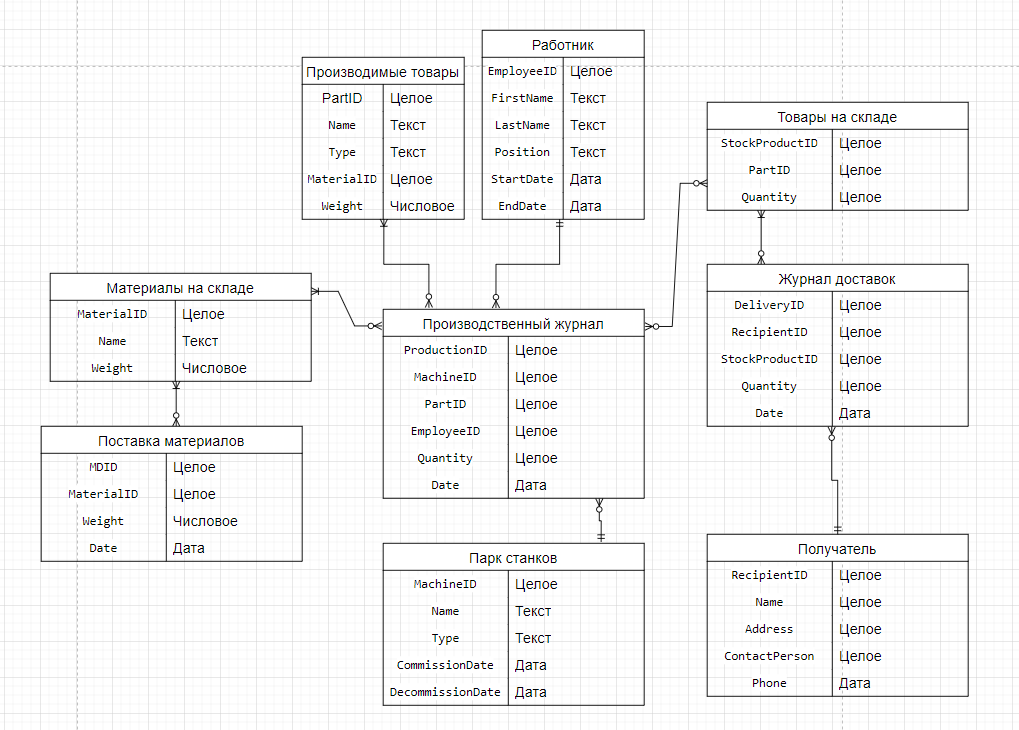 Производимые товары
PartID Целое
Name Текст
Type Текст
MaterialID Целое
Weight Числовое
Работник
EmployeeID Целое
FirstName Текст
LastName Текст
Position Текст
StartDate Дата
EndDate Дата
Товары на складе
StockProductID Целое
PartID Целое
Quantity Целое
Материалы на складе
MaterialID Целое
Name Текст
Weight Числовое
Производственный журнал
ProductionID Целое
MachineID Целое
PartID Целое
EmployeeID Целое
Quantity Целое
Date Дата
Журнал доставок
DeliveryID Целое
RecipientID Целое
StockProductID Целое
Quantity Целое
Date Дата
Поставка материалов
MDID Целое
MaterialID Целое
Weight Числовое
Date Дата
Парк станков
MachineID Целое
Name Текст
Type Текст
CommissionDate Дата
DecommissionDate Дата
Получатель
RecipientID Целое
Name Целое
Address Целое
ContactPerson Целое
Phone Дата